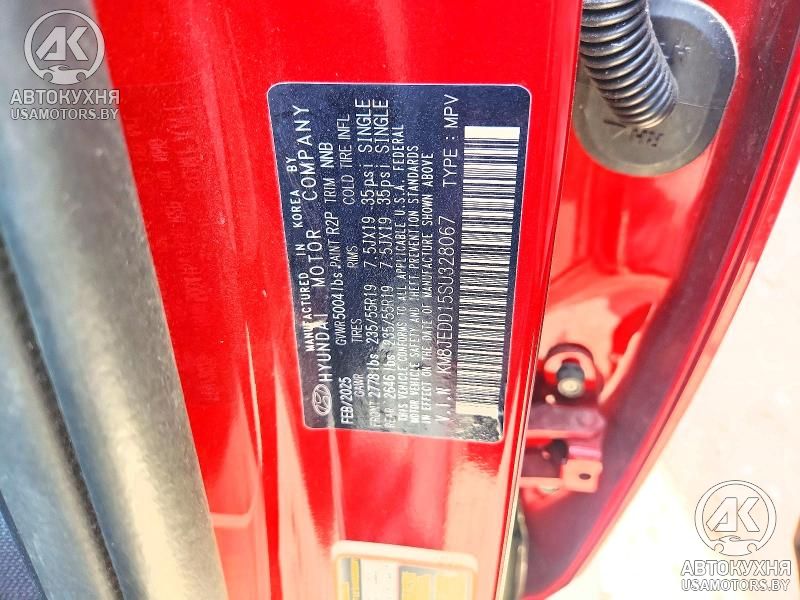 АВТОКУХНЯ
USAMOTORS.BY
MANUFACTURED IN KOREA BY
HYUNDAI MOTOR COMPANY
FEB/2025 GVWR 5004 lbs PAINT R2P TRIM NNB
GAWR TIRES RIMS COLD TIRE INFL
FRONT 2778 lbs 235/55R19 7.5JX19 35psi SINGLE
REAR 2646 lbs 235/55R19 7.5JX19 35psi SINGLE
THIS VEHICLE CONFORMS TO ALL APPLICABLE U.S.A. FEDERAL
MOTOR VEHICLE SAFETY AND THEFT PREVENTION STANDARDS
IN EFFECT ON THE DATE OF MANUFACTURE SHOWN ABOVE
V.I.N. : KM8JEDD15SU328067 TYPE : MPV
АВТОКУХНЯ
USAMOTORS.BY